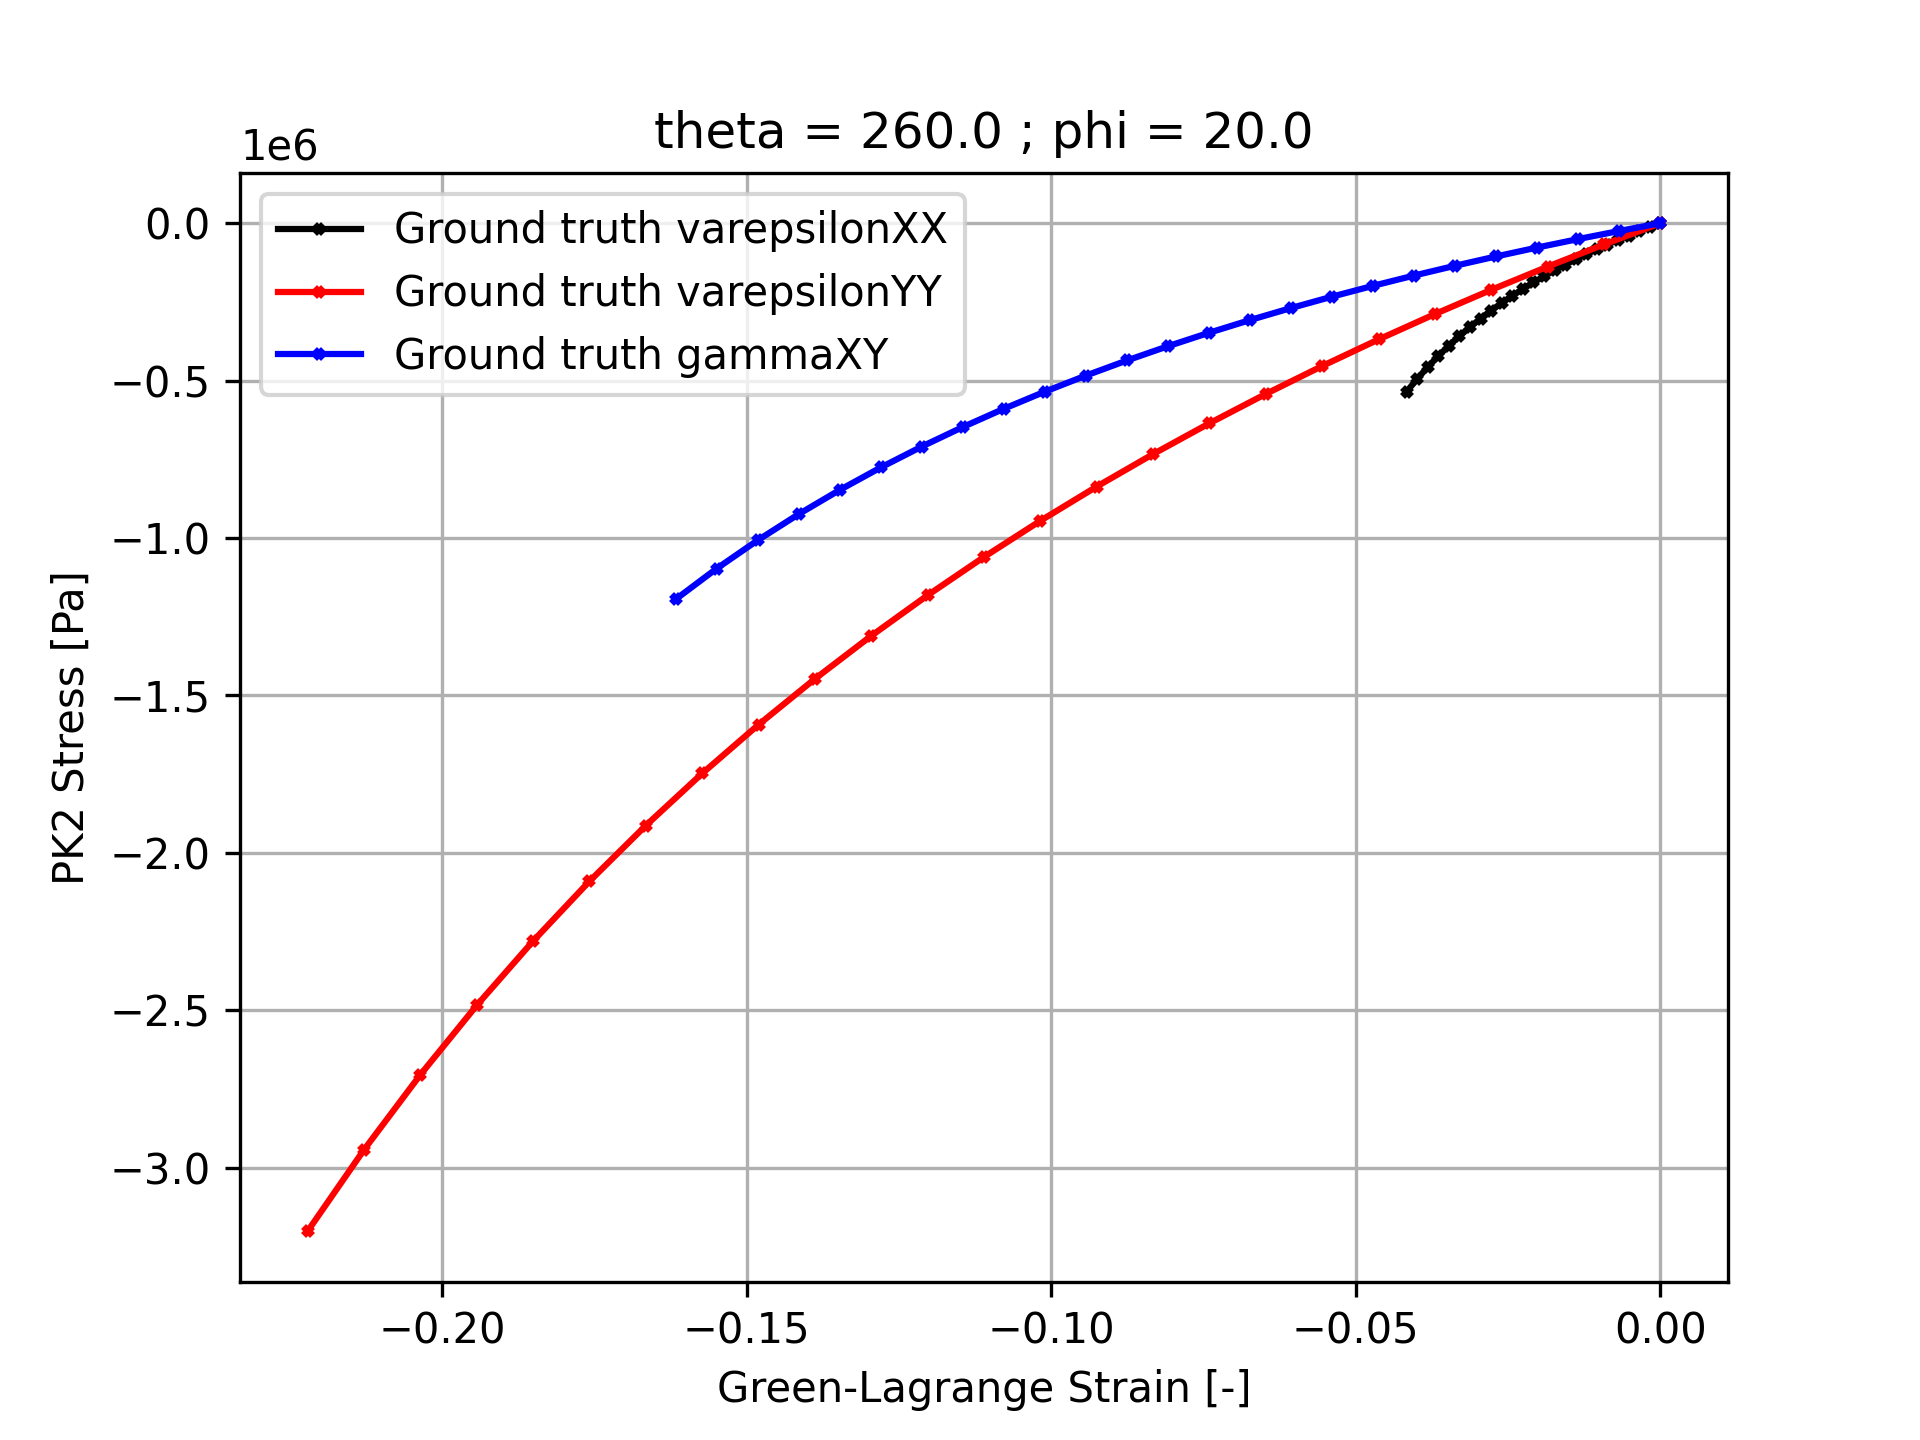 theta = 260.0 ; phi = 20.0
1e6
Ground truth varepsilonXX
Ground truth varepsilonYY
Ground truth gammaXY
0.0
−0.5
−1.0
−1.5
−2.0
−2.5
−3.0
PK2 Stress [Pa]
−0.20 −0.15 −0.10 −0.05 0.00
Green-Lagrange Strain [-]